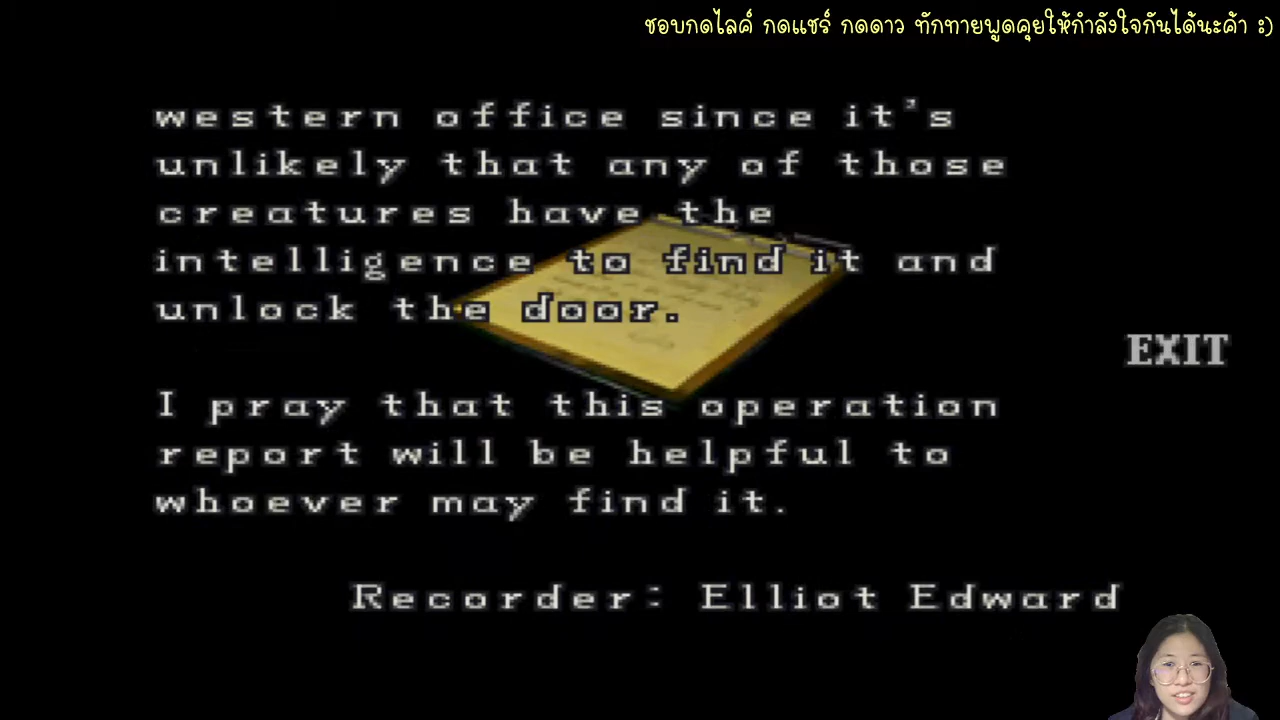 ชอบกดไลค์ กดแชร์ กดดาว ทักทายพูดคุยให้กำลังใจกันได้นะค้า :)
western office since it's
unlikely that any of those
creatures have the
intelligence to find it and
unlock the door.
EXIT
I pray that this operation
report will be helpful to
whoever may find it.
Recorder: Elliot Edward